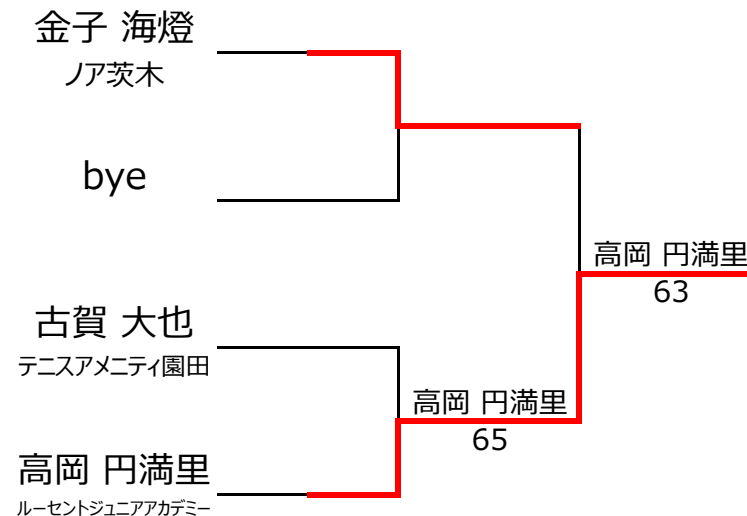 金子 海燈
ノア茨木
bye
古賀 大也
テニスアメニティ園田
高岡 円満里
ルーセントジュニアアカデミー
高岡 円満里
65
高岡 円満里
63